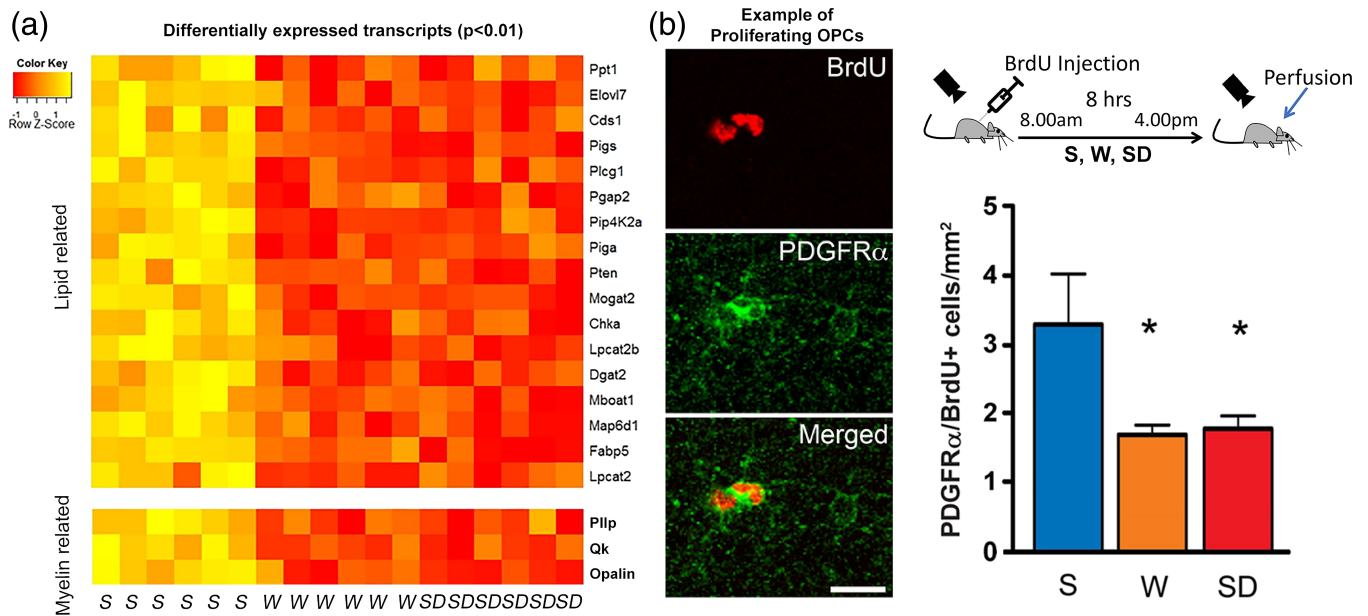 (a)
Differentially expressed transcripts (p<0.01)
Color Key
-1 0 1
Row Z-Score
Lipid related
Ppt1
Elovl7
Cds1
Pigs
Plcg1
Pgap2
Pip4K2a
Piga
Pten
Mogat2
Chka
Lpcat2b
Dgat2
Mboat1
Map6d1
Fabp5
Lpcat2
Myelin related
Pllp
Qk
Opalin
S S S S S S W W W W W W SD SD SD SD SD SD
(b)
Example of
Proliferating OPCs
BrdU
PDGFRα
Merged
BrdU Injection
8 hrs
8.00am 4.00pm
S, W, SD
Perfusion
PDGFRα/BrdU+ cells/mm²
5
4
3
2
1
0
* *
S W SD